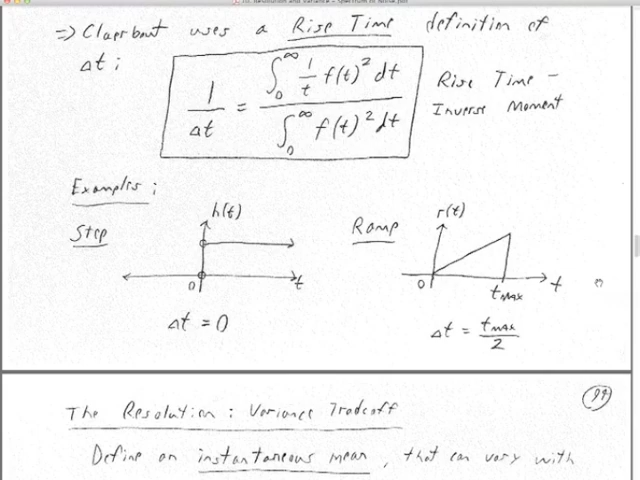 ⇒ Claerbout uses a Rise Time definition of
Δt;
1/Δt = ∫₀^∞ 1/t f(t)² dt / ∫₀^∞ f(t)² dt
Rise Time -
Inverse Moment
Examples;
Step
h(t)
0
t
Δt = 0
Ramp
r(t)
0
tMAX
t
Δt = tMAX/2
99
The Resolution: Variance Tradeoff
Define an instantaneous mean, that can vary with